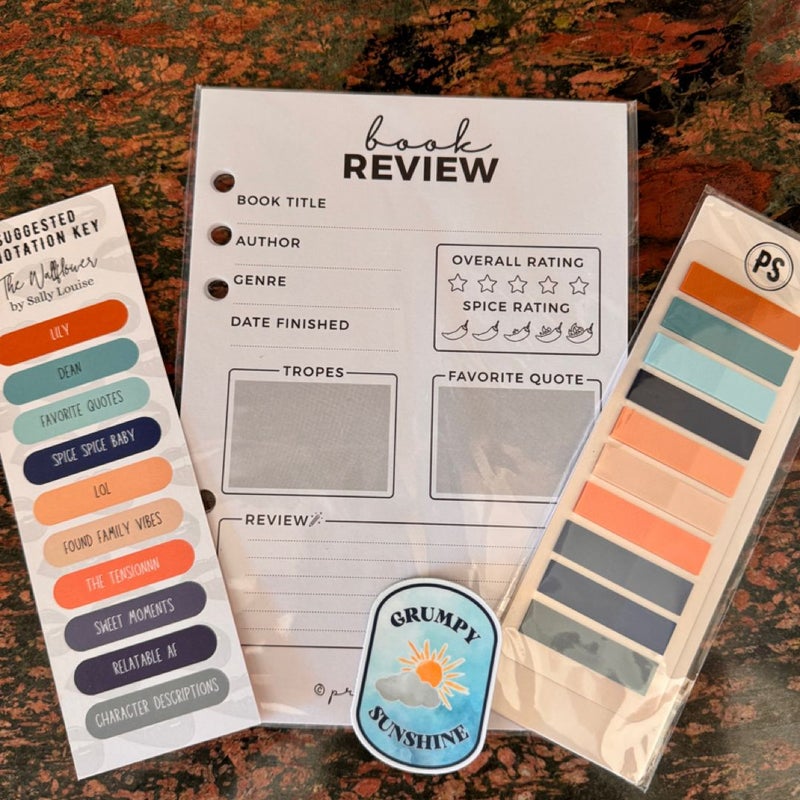 SUGGESTED
NOTATION KEY
The Wallflower
by Sally Louise
LILY
DEAN
FAVORITE QUOTES
SPICE SPICE BABY
LOL
FOUND FAMILY VIBES
THE TENSIONNN
SWEET MOMENTS
RELATABLE AF
CHARACTER DESCRIPTIONS
book
REVIEW
BOOK TITLE
AUTHOR
GENRE
DATE FINISHED
OVERALL RATING
SPICE RATING
TROPES
FAVORITE QUOTE
REVIEW
© pr
GRUMPY
SUNSHINE
PS